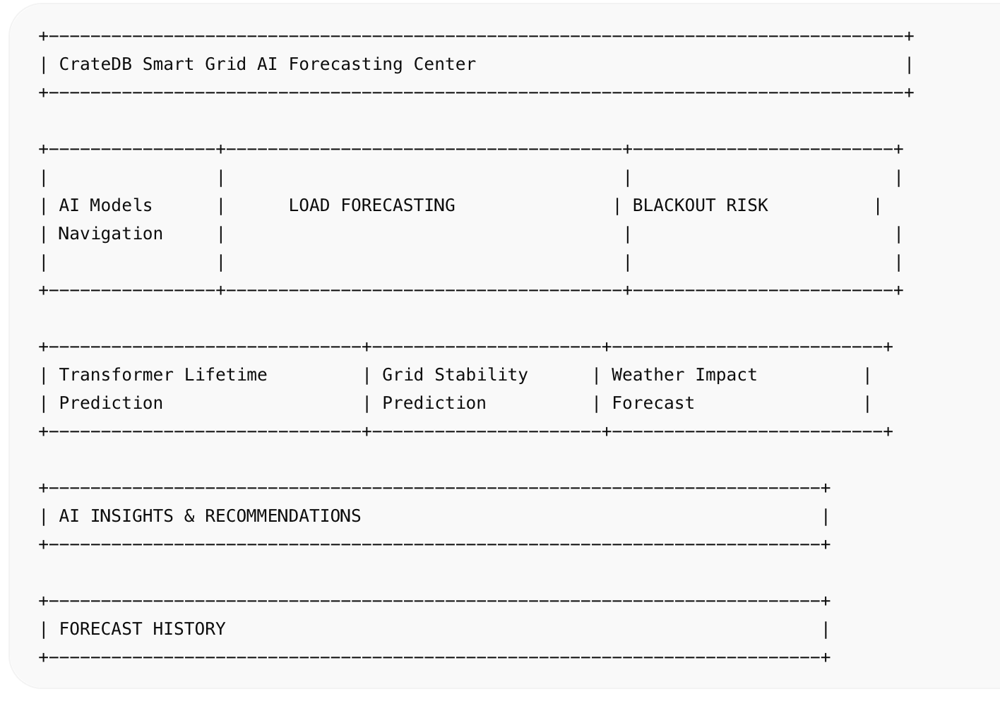 CrateDB Smart Grid AI Forecasting Center
AI Models LOAD FORECASTING BLACKOUT RISK
Navigation
Transformer Lifetime Grid Stability Weather Impact
Prediction Prediction Forecast
AI INSIGHTS & RECOMMENDATIONS
FORECAST HISTORY